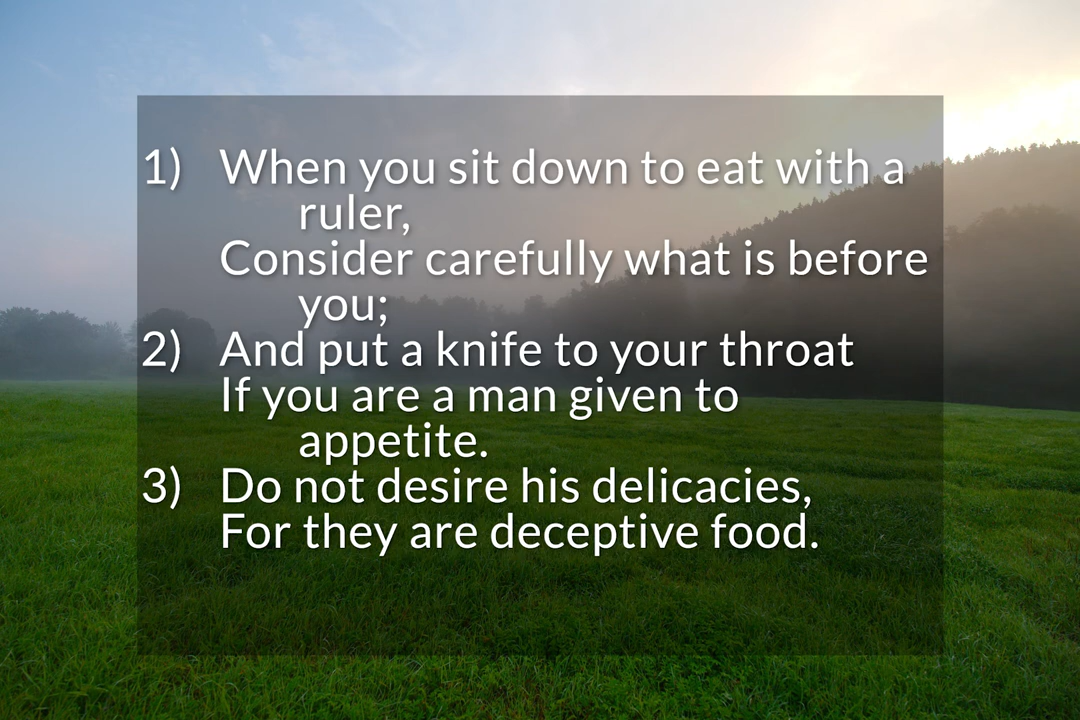 1) When you sit down to eat with a
ruler,
Consider carefully what is before
you;
2) And put a knife to your throat
If you are a man given to
appetite.
3) Do not desire his delicacies,
For they are deceptive food.